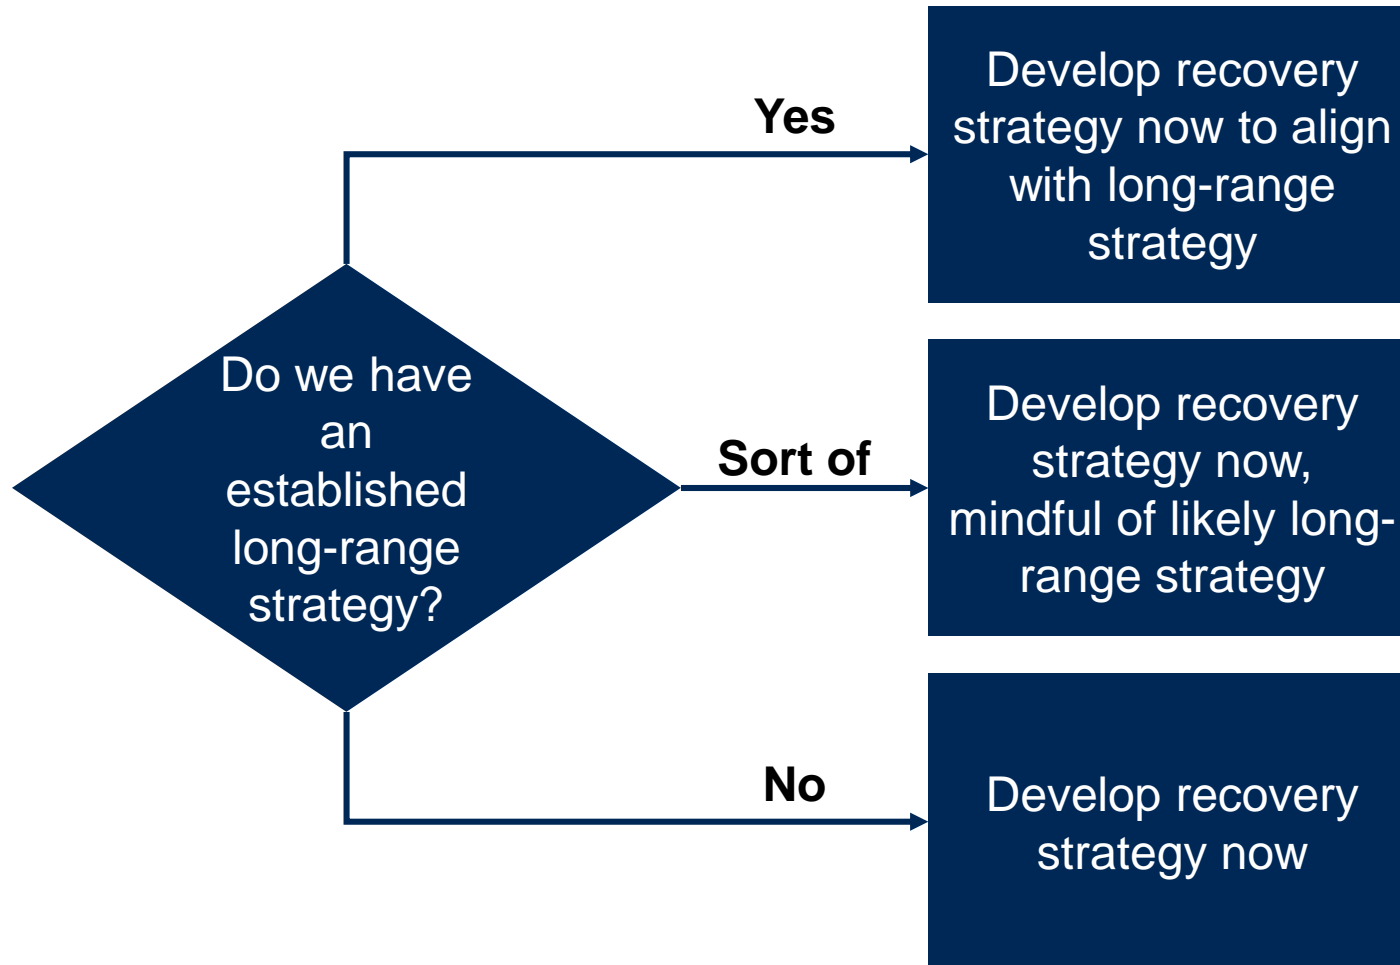 Yes
Develop recovery
strategy now to align
with long-range
strategy
Do we have
an
established
long-range
strategy?
Sort of
Develop recovery
strategy now,
mindful of likely long-
range strategy
No
Develop recovery
strategy now